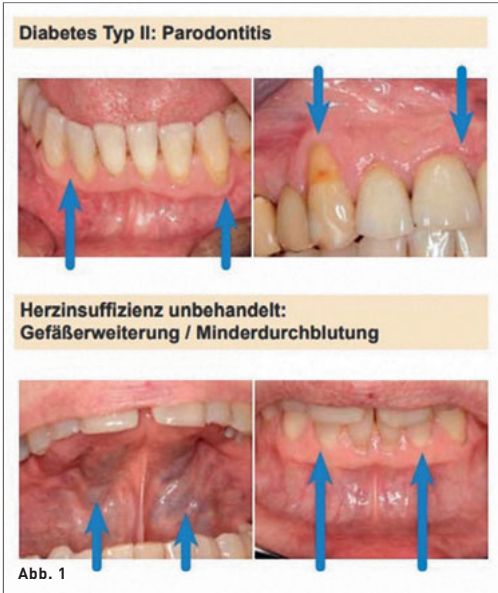 Diabetes Typ II: Parodontitis
Herzinsuffizienz unbehandelt:
Gefäßerweiterung / Minderdurchblutung
Abb. 1